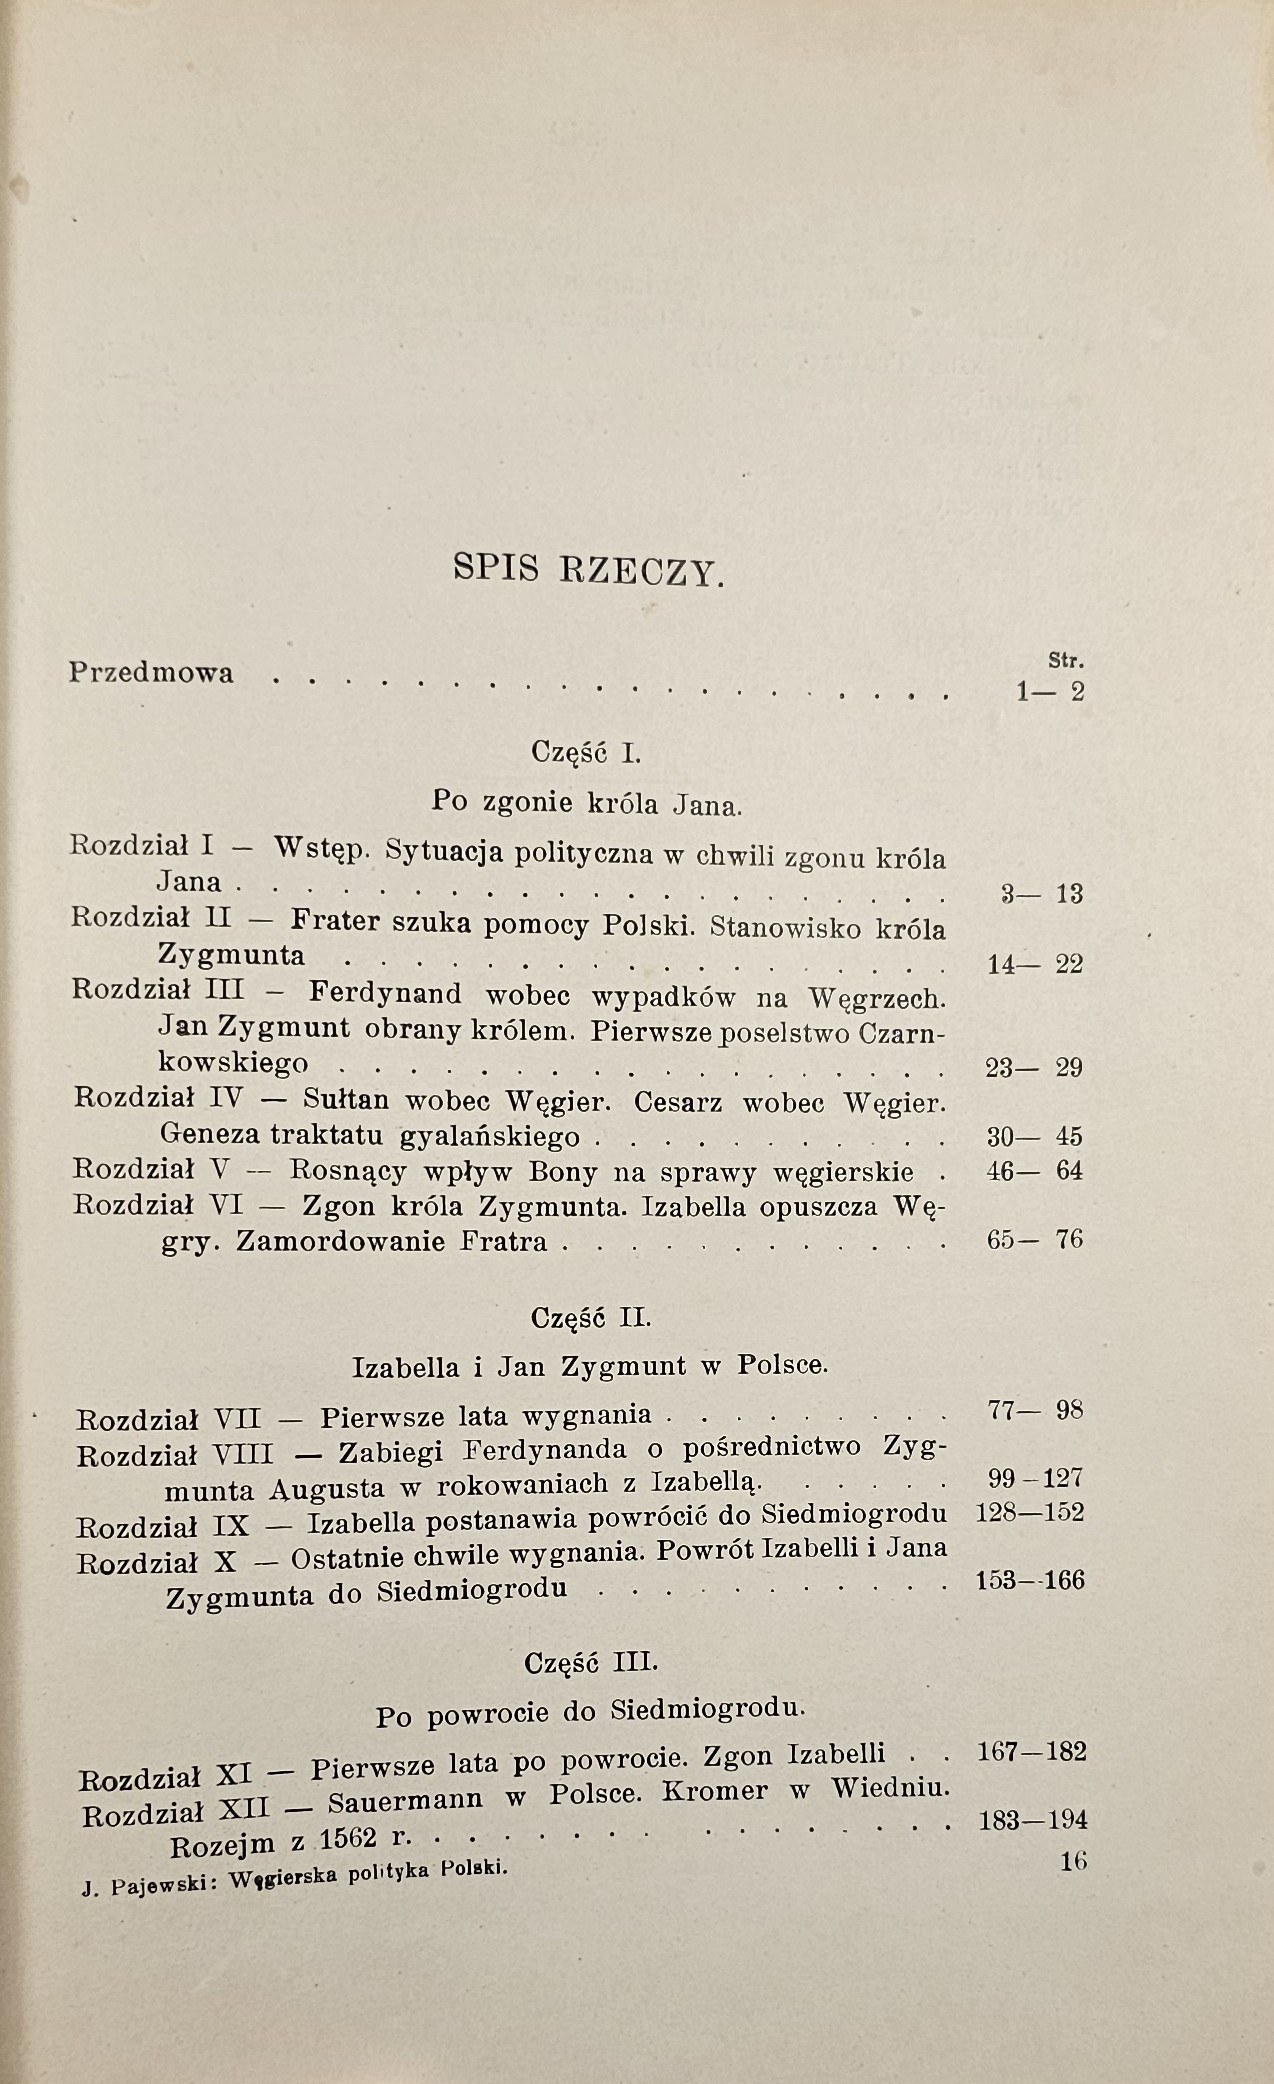 SPIS RZECZY.
Str.
Przedmowa . . . . . . . . . . . . . . . . . . . 1— 2
Część I.
Po zgonie króla Jana.
Rozdział I — Wstęp. Sytuacja polityczna w chwili zgonu króla
Jana . . . . . . . . . . . . . . . . . . . . . 3— 13
Rozdział II — Frater szuka pomocy Polski. Stanowisko króla
Zygmunta . . . . . . . . . . . . . . . . . 14— 22
Rozdział III — Ferdynand wobec wypadków na Węgrzech.
Jan Zygmunt obrany królem. Pierwsze poselstwo Czarn-
kowskiego . . . . . . . . . . . . . . . . . . 23— 29
Rozdział IV — Sułtan wobec Węgier. Cesarz wobec Węgier.
Geneza traktatu gyalańskiego . . . . . . . . . . . 30— 45
Rozdział V — Rosnący wpływ Bony na sprawy węgierskie . 46— 64
Rozdział VI — Zgon króla Zygmunta. Izabella opuszcza Wę-
gry. Zamordowanie Fratra . . . . . . . . . . . . 65— 76
Część II.
Izabella i Jan Zygmunt w Polsce.
Rozdział VII — Pierwsze lata wygnania . . . . . . . . . 77— 98
Rozdział VIII — Zabiegi Ferdynanda o pośrednictwo Zyg-
munta Augusta w rokowaniach z Izabellą. . . . . . 99—127
Rozdział IX — Izabella postanawia powrócić do Siedmiogrodu 128—152
Rozdział X — Ostatnie chwile wygnania. Powrót Izabelli i Jana
Zygmunta do Siedmiogrodu . . . . . . . . . . . 153—166
Część III.
Po powrocie do Siedmiogrodu.
Rozdział XI — Pierwsze lata po powrocie. Zgon Izabelli . . 167—182
Rozdział XII — Sauermann w Polsce. Kromer w Wiedniu.
Rozejm z 1562 r. . . . . . . . . . . . . . . . 183—194
J. Pajewski: Węgierska polityka Polski. 16